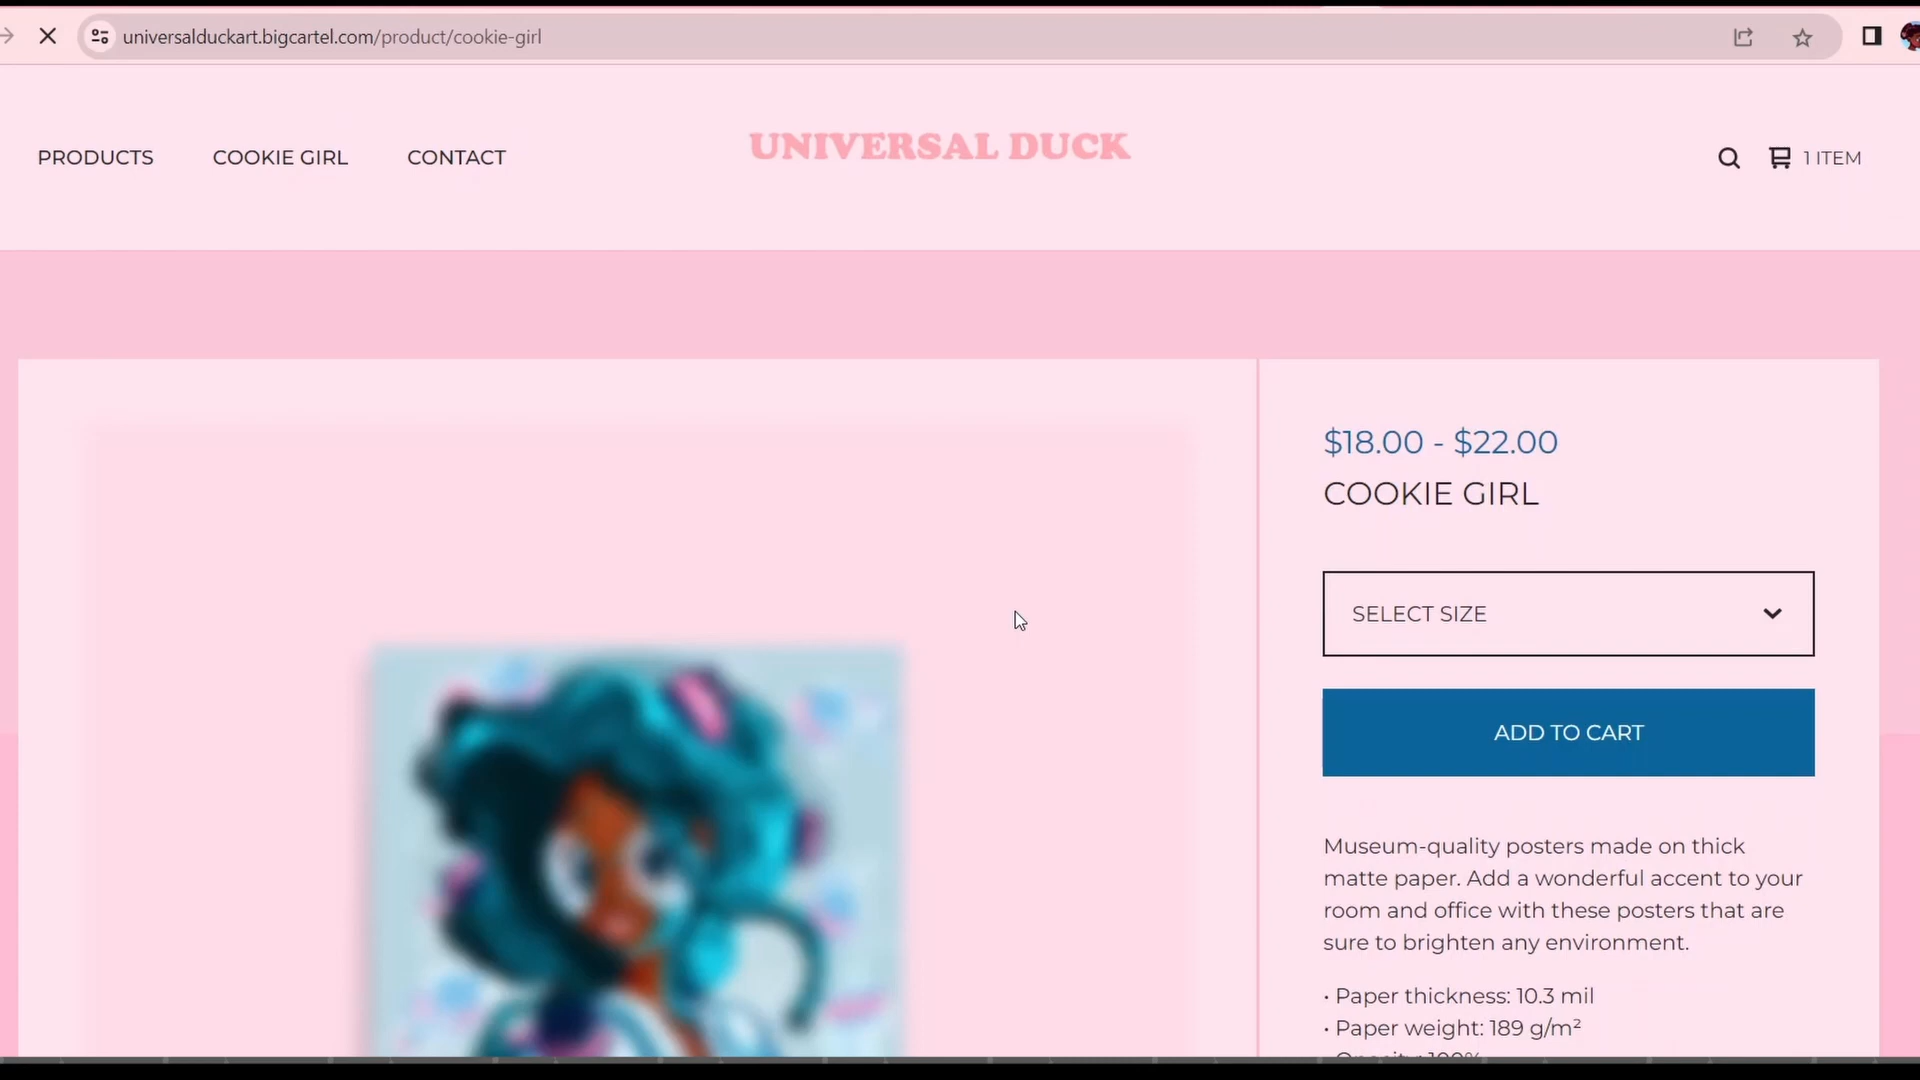 universalduckart.bigcartel.com/product/cookie-girl
PRODUCTS COOKIE GIRL CONTACT UNIVERSAL DUCK 1 ITEM
$18.00 - $22.00
COOKIE GIRL
SELECT SIZE
ADD TO CART
Museum-quality posters made on thick
matte paper. Add a wonderful accent to your
room and office with these posters that are
sure to brighten any environment.
• Paper thickness: 10.3 mil
• Paper weight: 189 g/m²
• Opacity: 100%